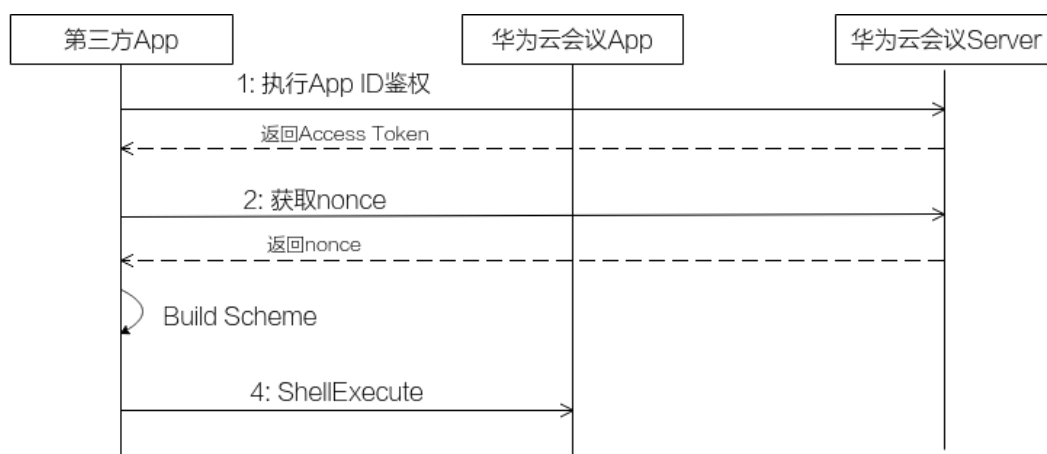 第三方App
华为云会议App
华为云会议Server
1: 执行App ID鉴权
返回Access Token
2: 获取nonce
返回nonce
Build Scheme
4: ShellExecute